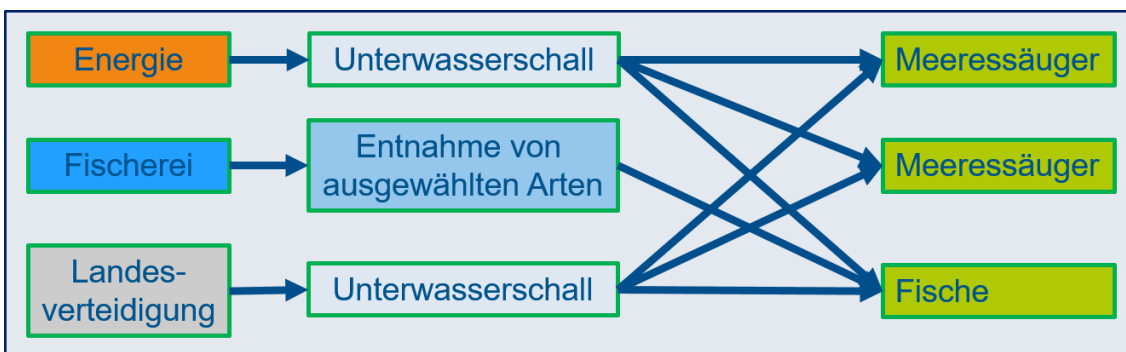 Energie
Unterwasserschall
Meeressäuger
Fischerei
Entnahme von
ausgewählten Arten
Meeressäuger
Landes-
verteidigung
Unterwasserschall
Fische